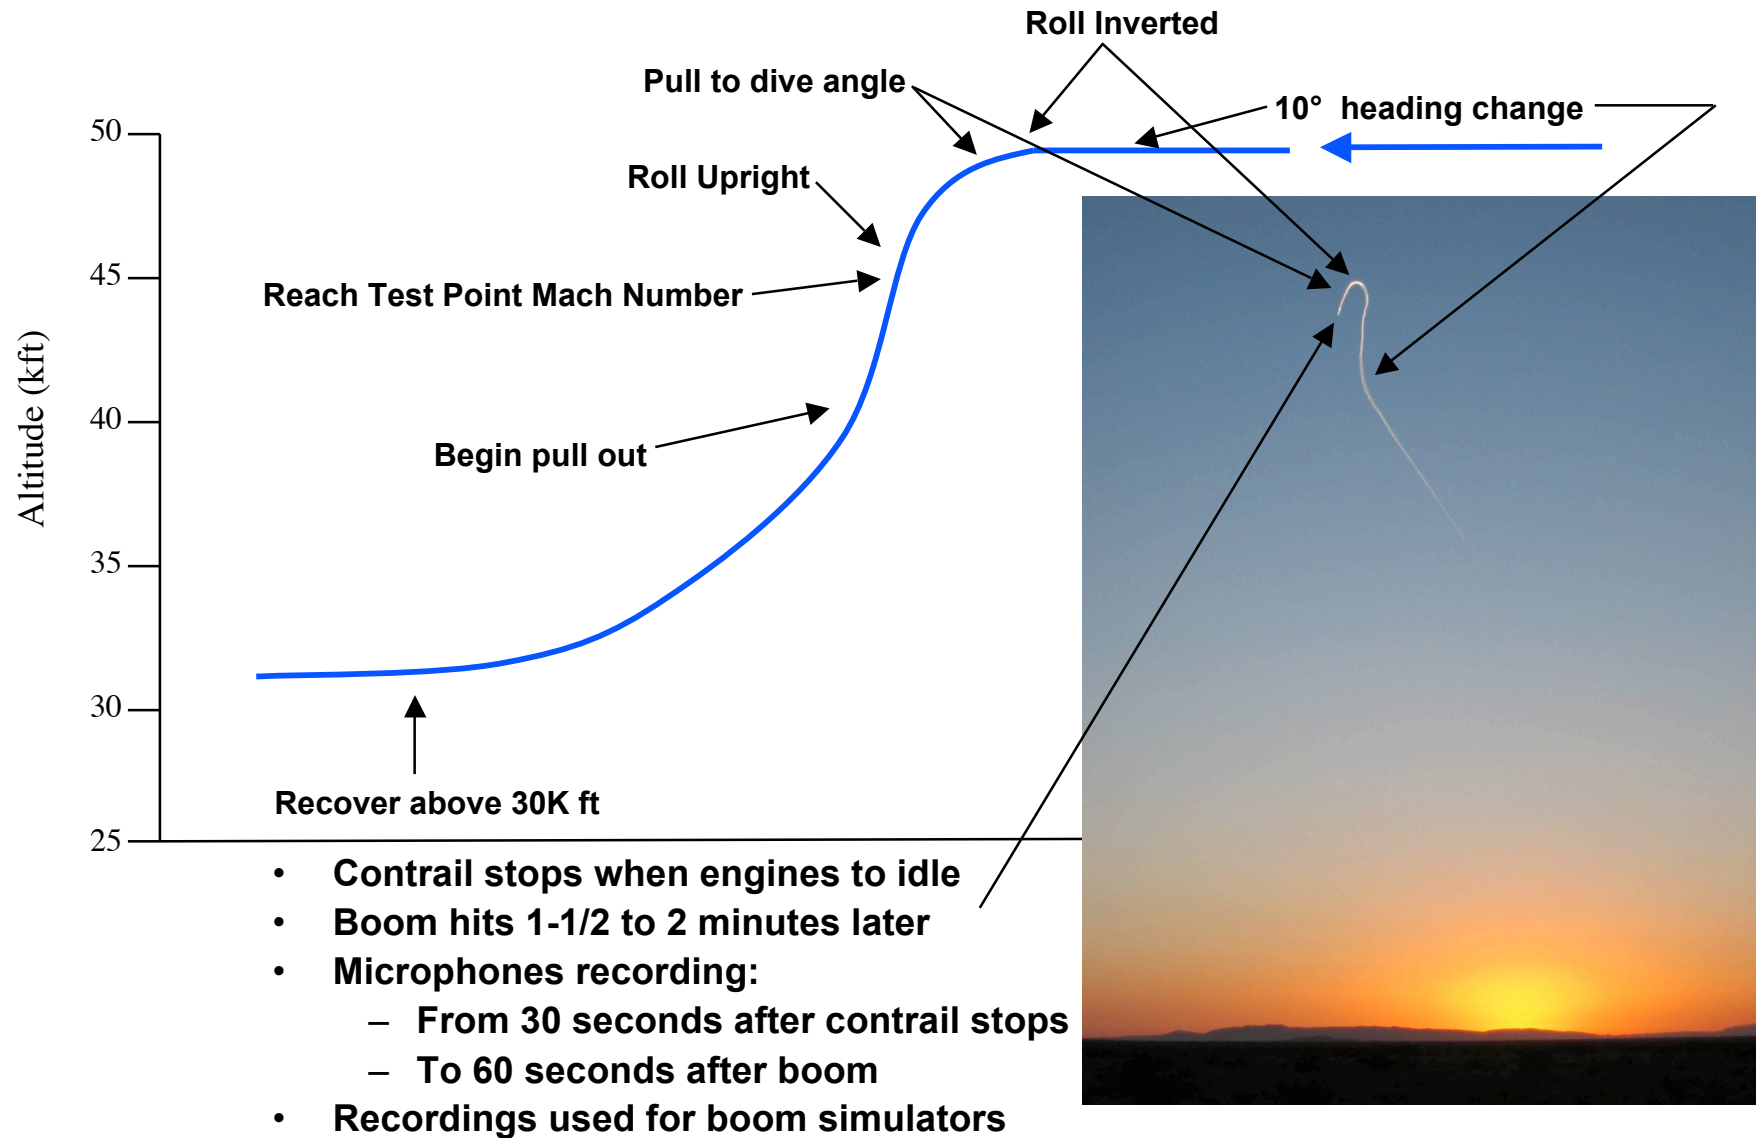 Roll Inverted
Pull to dive angle
10° heading change
50
Roll Upright
45
Reach Test Point Mach Number
Altitude (kft)
40
Begin pull out
35
30
Recover above 30K ft
25
• Contrail stops when engines to idle
• Boom hits 1-1/2 to 2 minutes later
• Microphones recording:
– From 30 seconds after contrail stops
– To 60 seconds after boom
• Recordings used for boom simulators